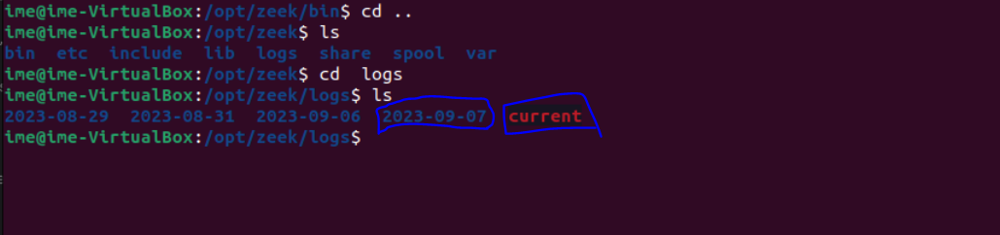 ime@ime-VirtualBox:/opt/zeek/bin$ cd ..
ime@ime-VirtualBox:/opt/zeek$ ls
bin  etc  include  lib  logs  share  spool  var
ime@ime-VirtualBox:/opt/zeek$ cd  logs
ime@ime-VirtualBox:/opt/zeek/logs$ ls
2023-08-29  2023-08-31  2023-09-06  2023-09-07  current
ime@ime-VirtualBox:/opt/zeek/logs$